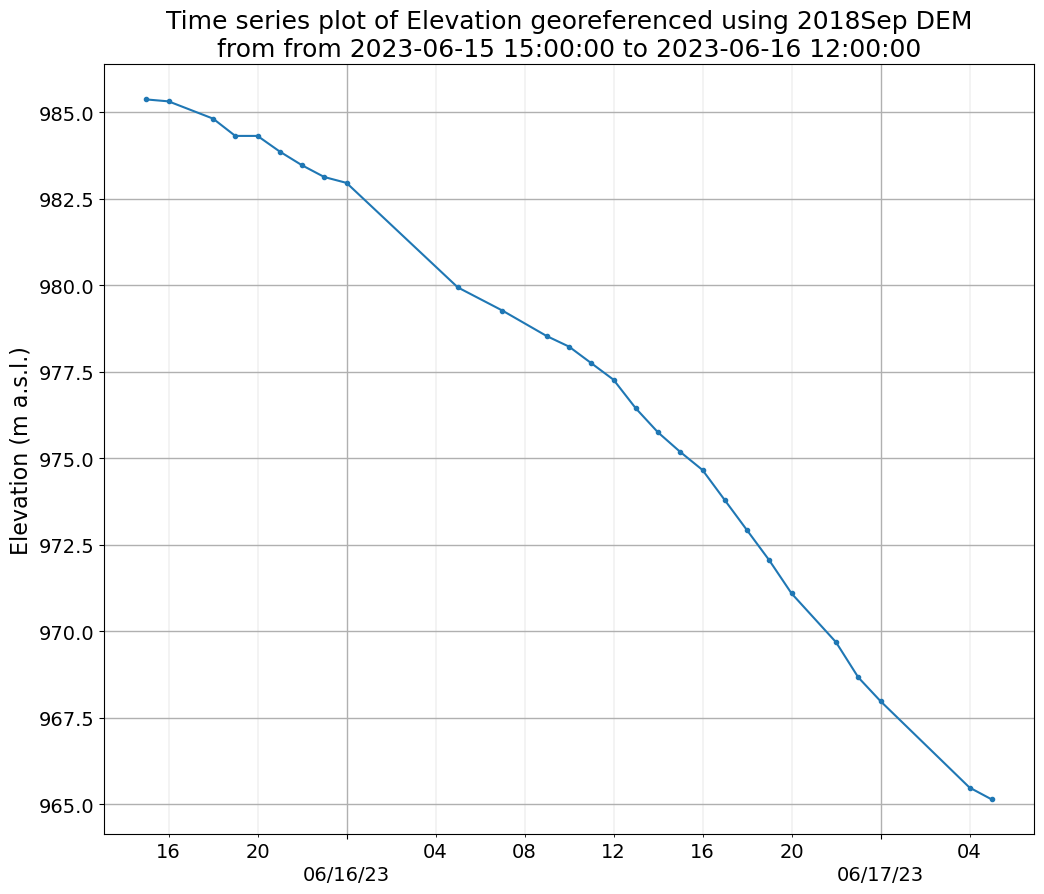 Time series plot of Elevation georeferenced using 2018Sep DEM
from from 2023-06-15 15:00:00 to 2023-06-16 12:00:00
Elevation (m a.s.l.)
985.0
982.5
980.0
977.5
975.0
972.5
970.0
967.5
965.0
16 20 04 08 12 16 20 04
06/16/23 06/17/23